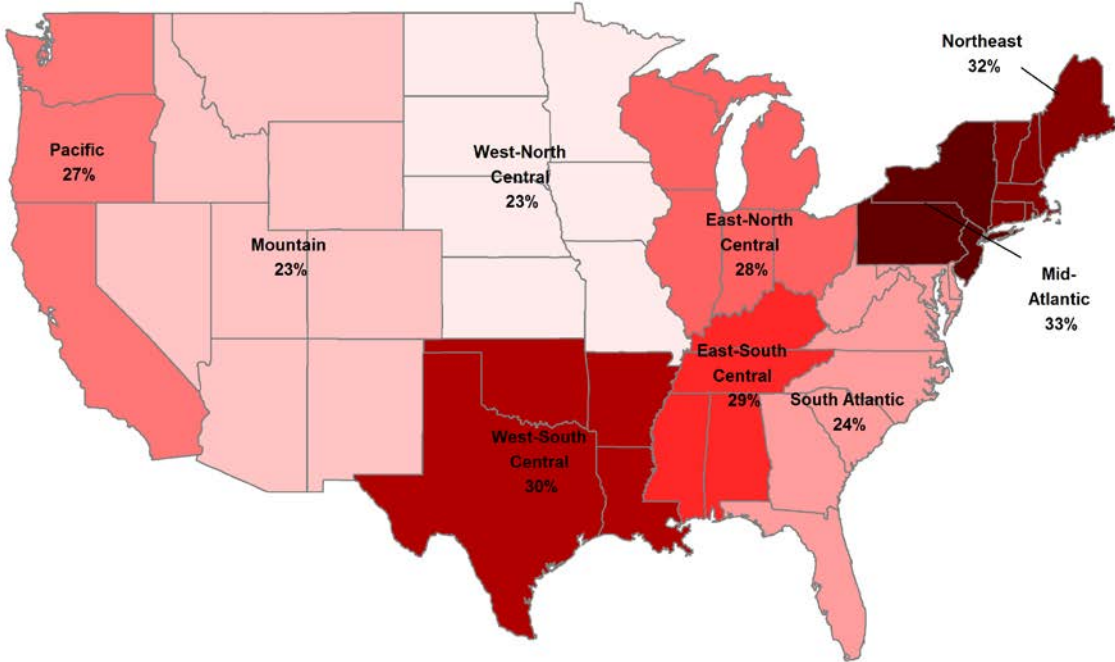 Northeast
32%
Pacific
27%
West-North
Central
23%
East-North
Central
28%
Mountain
23%
Mid-
Atlantic
33%
East-South
Central
29%
South Atlantic
24%
West-South
Central
30%